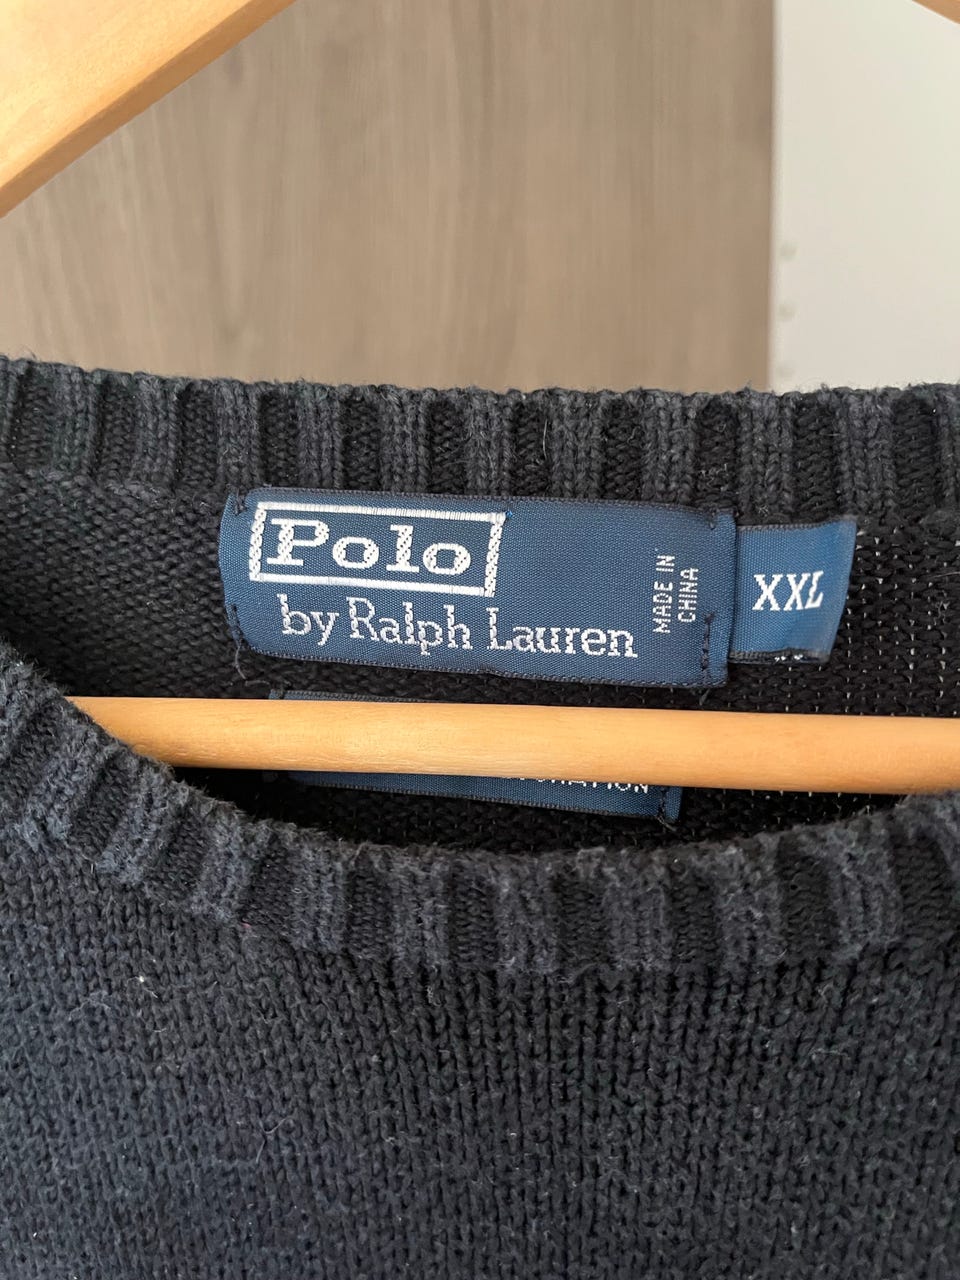 Polo
by Ralph Lauren
MADE IN
CHINA
XXL